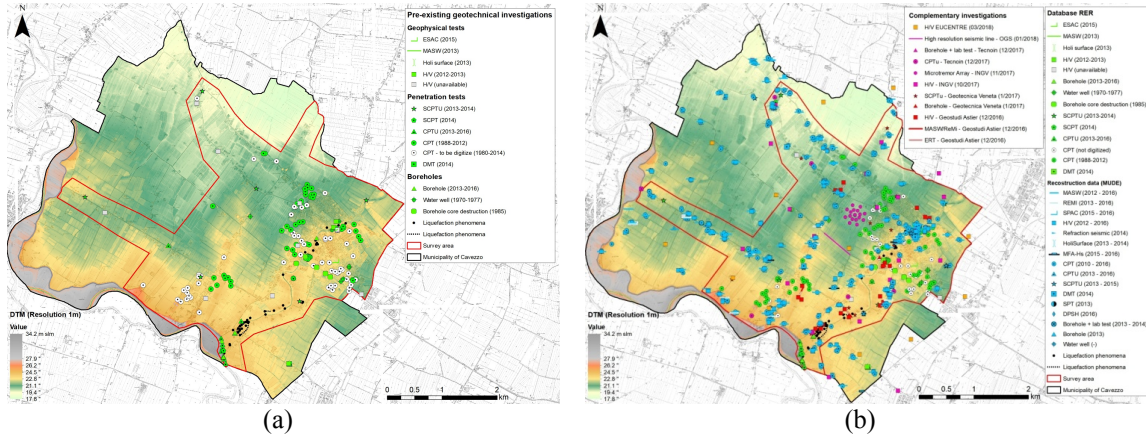 N
Pre-existing geotechnical investigations
Geophysical tests
ESAC (2015)
MASW (2013)
Holi surface (2013)
H/V (2012-2013)
H/V (unavailable)
Penetration tests
SCPTU (2013-2014)
SCPT (2014)
CPTU (2013-2016)
CPT (1988-2012)
CPT - to be digitize (1980-2014)
DMT (2014)
Boreholes
Borehole (2013-2016)
Water well (1970-1977)
Borehole core destruction (1985)
Liquefaction phenomena
Liquefaction phenomena
Survey area
Municipality of Cavezzo
DTM (Resolution 1m)
Value
34.2 m slm
27.9
26.2
24.5
22.8
21.1
19.4
17.8
0 0.5 1 2
km
(a)
N
Complementary investigations
H/V EUCENTRE (03/2018)
High resolution seismic line - OGS (01/2018)
Borehole + lab test - Tecnoin (12/2017)
CPTu - Tecnoin (12/2017)
Microtremor Array - INGV (11/2017)
H/V - INGV (10/2017)
SCPTu - Geotecnica Veneta (1/2017)
Borehole - Geotecnica Veneta (1/2017)
H/V - Geostudi Astier (12/2016)
MASW/ReMi - Geostudi Astier (12/2016)
ERT - Geostudi Astier (12/2016)
Database RER
ESAC (2015)
MASW (2013)
Holi surface (2013)
H/V (2012-2013)
H/V (unavailable)
Borehole (2013-2016)
Water well (1970-1977)
Borehole core destruction (1985)
SCPTU (2013-2014)
SCPT (2014)
CPTU (2013-2016)
CPT (not digitized)
CPT (1988-2012)
DMT (2014)
Recostruction data (MUDE)
MASW (2012 - 2016)
REMI (2013 - 2016)
SPAC (2015 - 2016)
H/V (2012 - 2016)
Refraction seismic (2014)
HoliSurface (2013 - 2014)
MFA-Hs (2015 - 2016)
CPT (2010 - 2016)
CPTU (2013 - 2016)
SCPTU (2013 - 2015)
DMT (2014)
SPT (2013)
DPSH (2016)
Borehole + lab test (2013 - 2014)
Borehole (2013)
Water well (-)
Liquefaction phenomena
Liquefaction phenomena
Survey area
Municipality of Cavezzo
DTM (Resolution 1m)
Value
34.2 m slm
27.9
26.2
24.5
22.8
21.1
19.4
17.8
0 0.5 1 2
km
(b)